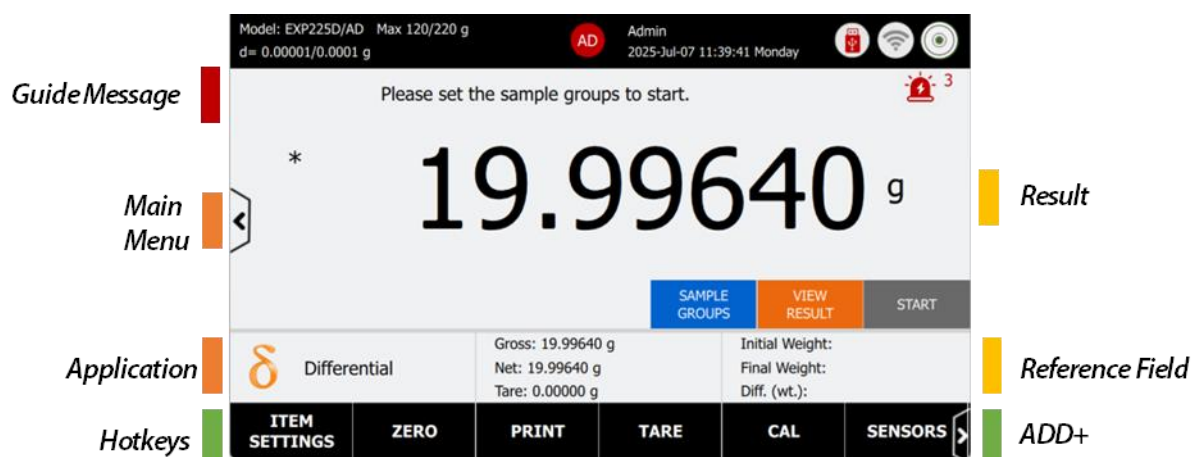 Model: EXP225D/AD Max 120/220 g
d= 0.00001/0.0001 g
AD
Admin
2025-Jul-07 11:39:41 Monday
Guide Message
Please set the sample groups to start.
3
*
19.99640 g
Main
Menu
Result
SAMPLE
GROUPS
VIEW
RESULT
START
Application
δ
Differential
Gross: 19.99640 g
Net: 19.99640 g
Tare: 0.00000 g
Initial Weight:
Final Weight:
Diff. (wt.):
Reference Field
Hotkeys
ITEM
SETTINGS
ZERO
PRINT
TARE
CAL
SENSORS
ADD+